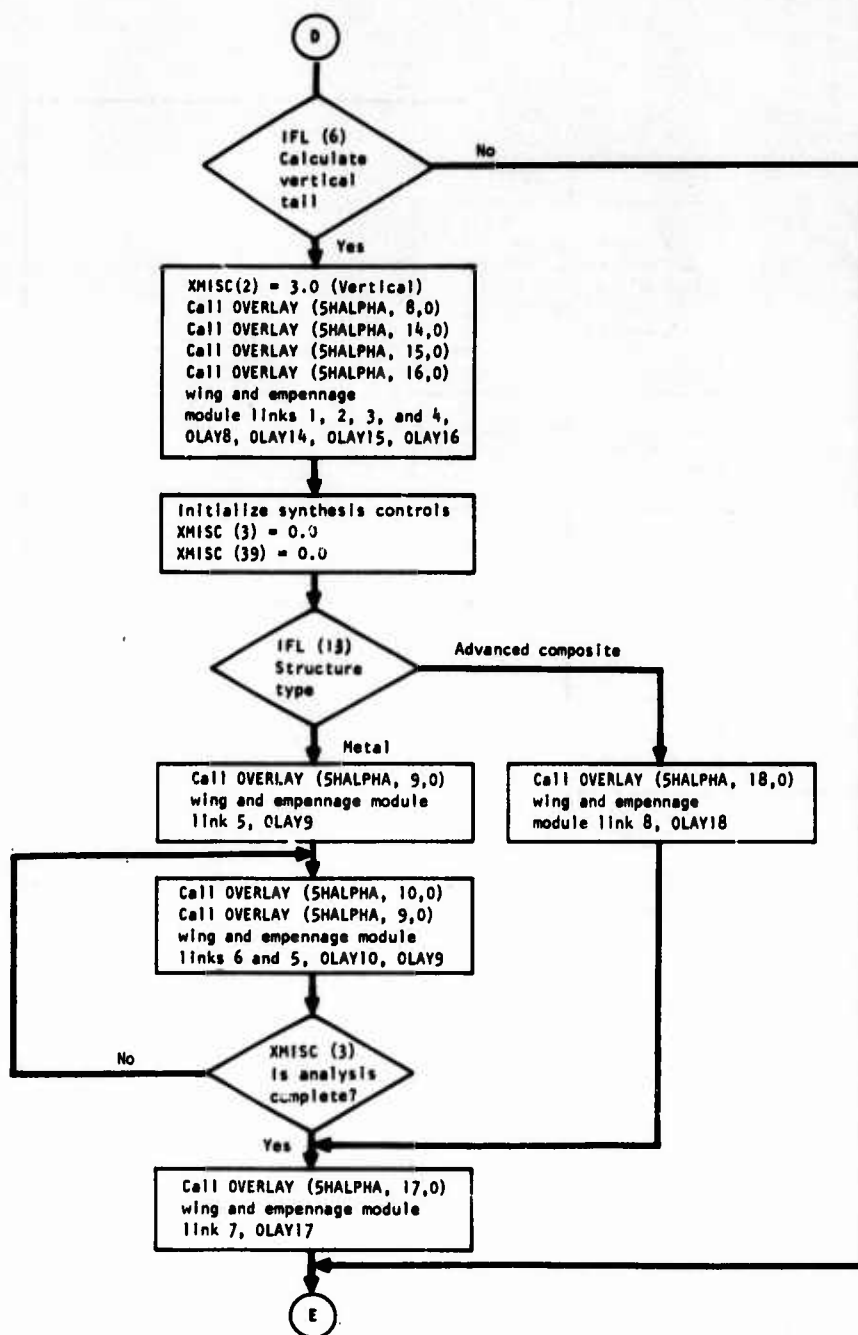 D
IFL (6)
Calculate
vertical
tail
No
Yes
XMISC(2) = 3.0 (Vertical)
Call OVERLAY (5HALPHA, 8,0)
Call OVERLAY (5HALPHA, 14,0)
Call OVERLAY (5HALPHA, 15,0)
Call OVERLAY (5HALPHA, 16,0)
wing and empennage
module links 1, 2, 3, and 4,
OLAY8, OLAY14, OLAY15, OLAY16
Initialize synthesis controls
XMISC (3) = 0.0
XMISC (39) = 0.0
IFL (13)
Structure
type
Advanced composite
Metal
Call OVERLAY (5HALPHA, 9,0)
wing and empennage module
link 5, OLAY9
Call OVERLAY (5HALPHA, 18,0)
wing and empennage
module link 8, OLAY18
Call OVERLAY (5HALPHA, 10,0)
Call OVERLAY (5HALPHA, 9,0)
wing and empennage module
links 6 and 5, OLAY10, OLAY9
XMISC (3)
Is analysis
complete?
No
Yes
Call OVERLAY (5HALPHA, 17,0)
wing and empennage module
link 7, OLAY17
E